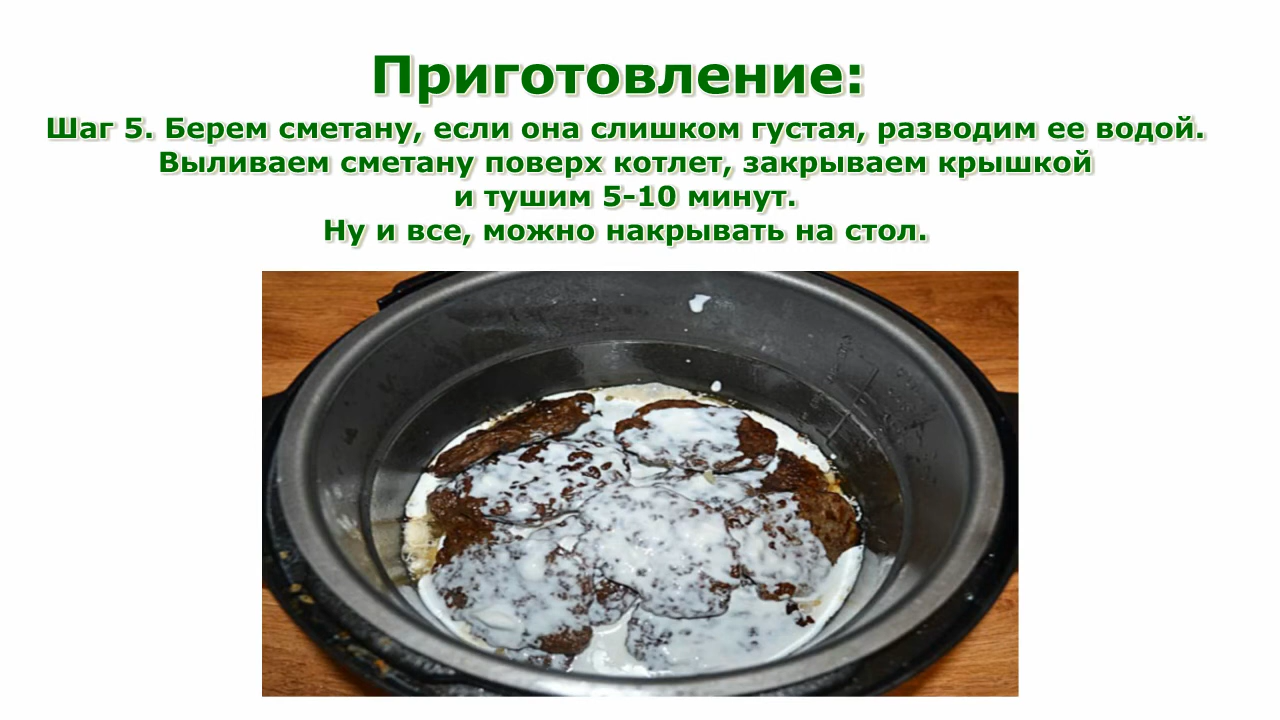 Приготовление:
Шаг 5. Берем сметану, если она слишком густая, разводим ее водой.
Выливаем сметану поверх котлет, закрываем крышкой
и тушим 5-10 минут.
Ну и все, можно накрывать на стол.